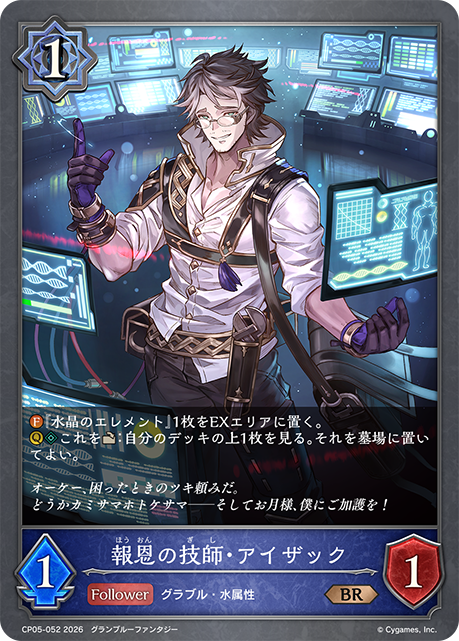 1
F 水晶のエレメント』1枚をEXエリアに置く。
Q これを:自分のデッキの上1枚を見る。それを墓場に置い
てよい。
オーケー、困ったときのツキ頼みだ。
どうかカミサマホトケサマ――そしてお月様、僕にご加護を!
ほうおん ぎし
報恩の技師・アイザック
1
Follower グラブル・水属性 BR
1
CP05-052 2026 グランブルーファンタジー © Cygames, Inc.